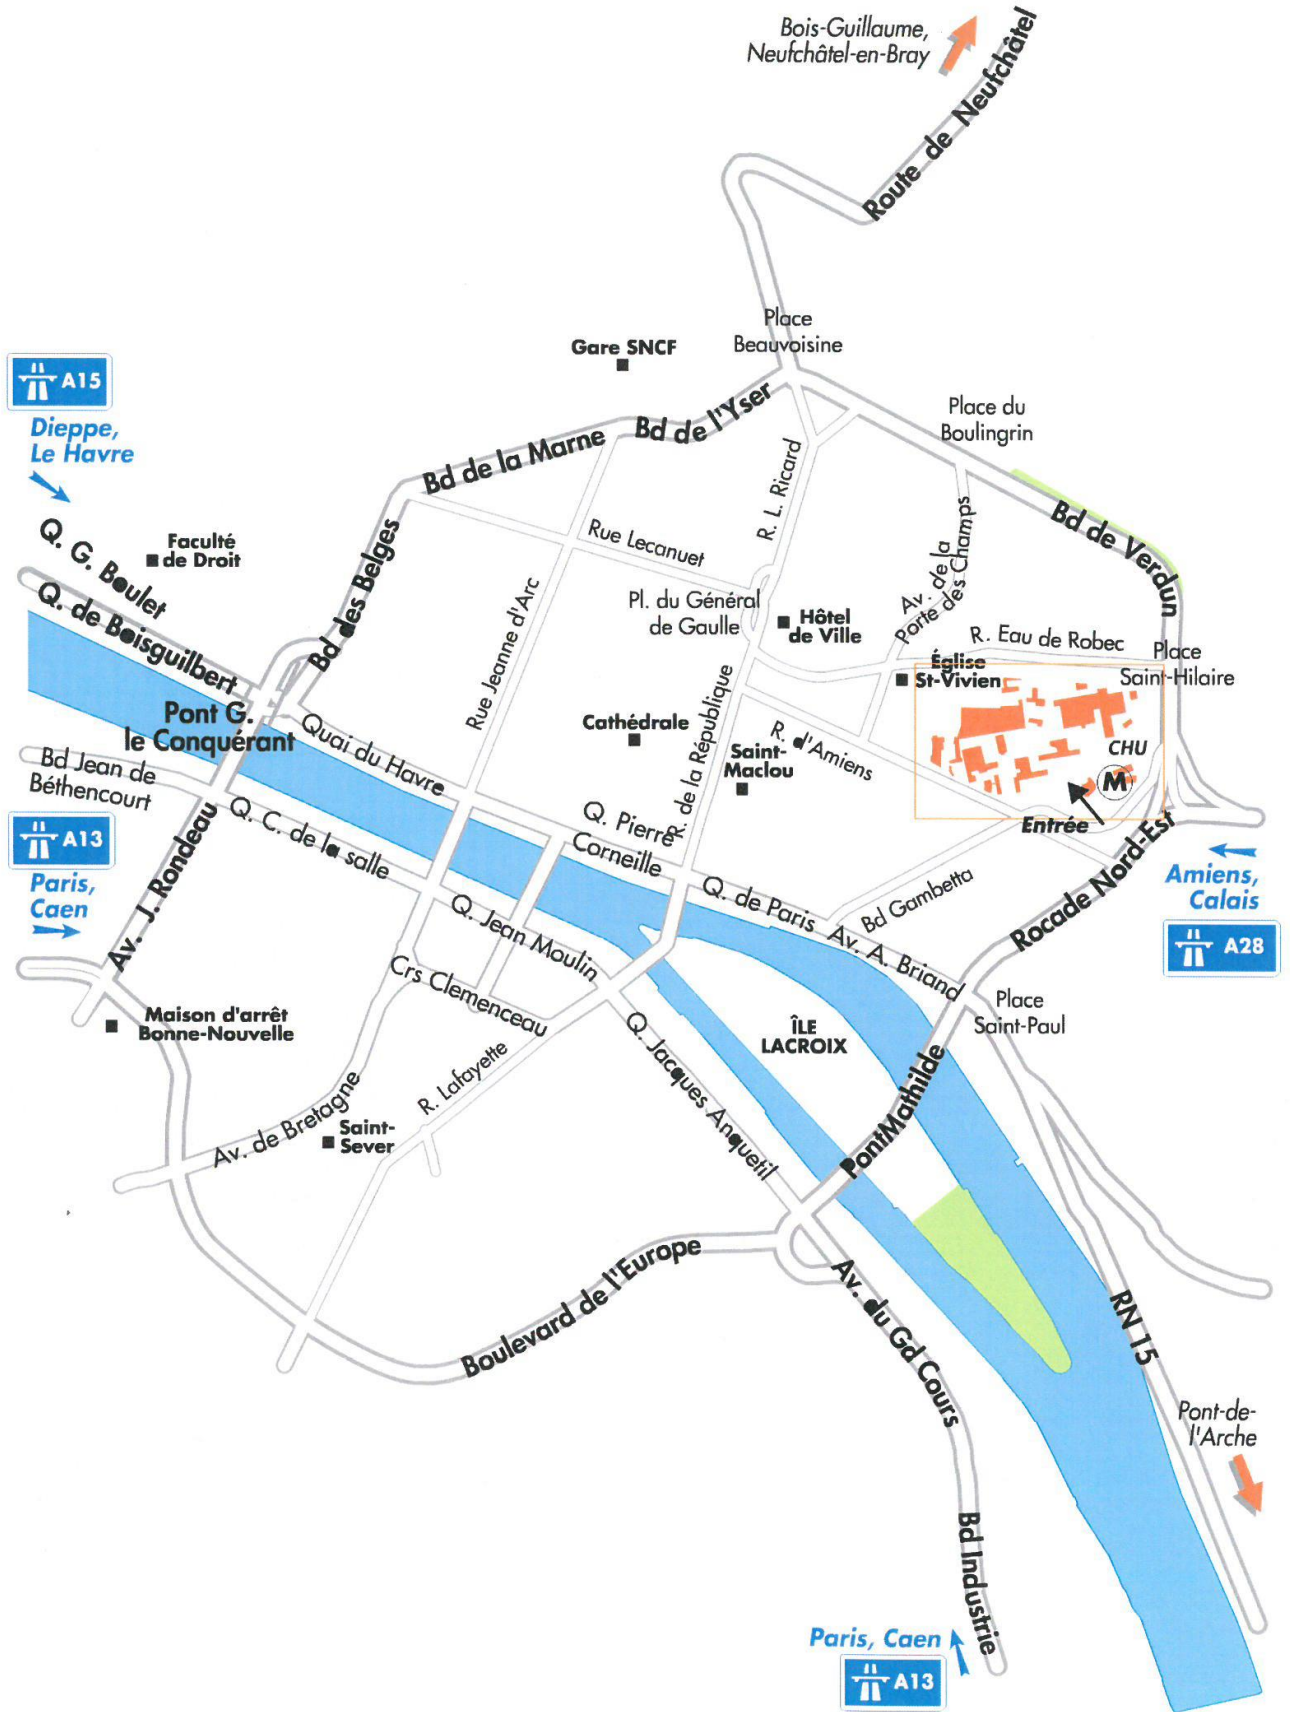 Bois-Guillaume,
Neufchâtel-en-Bray
Route de Neufchâtel
Place
Beauvoisine
Gare SNCF
A15
Dieppe,
Le Havre
Place du
Boulingrin
Bd de l'Yser
Bd de la Marne
R. L. Ricard
Bd de Verdun
Q. G. Boulet
Faculté
de Droit
Bd des Belges
Rue Lecanuet
Av. de la
Porte des Champs
Q. de Boisguilbert
Rue Jeanne d'Arc
Pl. du Général
de Gaulle
Hôtel
de Ville
R. Eau de Robec
Place
Saint-Hilaire
Église
St-Vivien
Pont G.
le Conquérant
Quai du Havre
Cathédrale
R. de la République
Saint-
Maclou
R. d'Amiens
CHU
M
Entrée
Bd Jean de
Béthencourt
A13
Paris,
Caen
Av. J. Rondeau
Q. C. de la salle
Q. Pierre
Corneille
Q. de Paris
Bd Gambetta
Rocade Nord-Est
Amiens,
Calais
A28
Q. Jean Moulin
Av. A. Briand
Crs Clemenceau
Maison d'arrêt
Bonne-Nouvelle
Place
Saint-Paul
ÎLE
LACROIX
Q. Jacques Anquetil
R. Lafayette
Av. de Bretagne
Saint-
Sever
PontMathilde
Boulevard de l'Europe
Av. du Gd Cours
RN 15
Pont-de-
l'Arche
Bd Industrie
Paris, Caen
A13